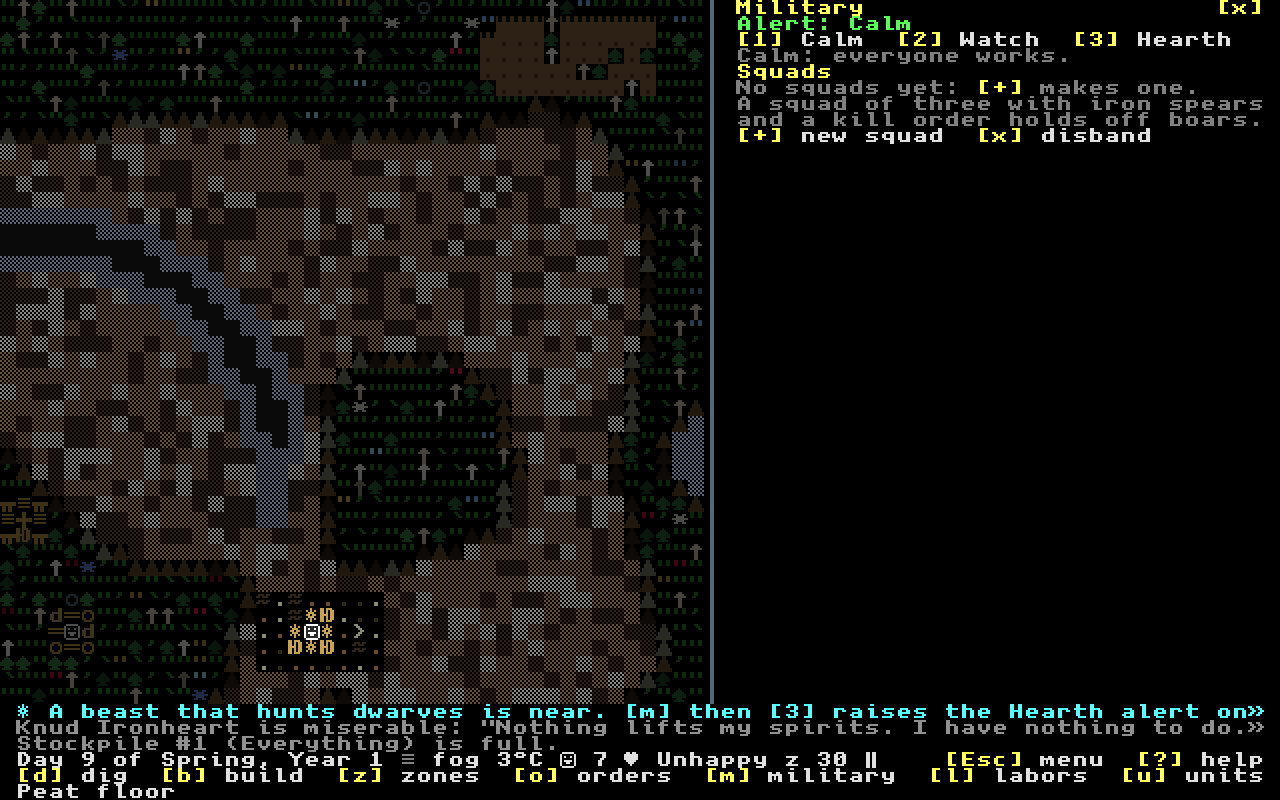 Military [x]
Alert: Calm
[1] Calm [2] Watch [3] Hearth
Calm: everyone works.
Squads
No squads yet: [+] makes one.
A squad of three with iron spears
and a kill order holds off boars.
[+] new squad [x] disband
* A beast that hunts dwarves is near. [m] then [3] raises the Hearth alert on»
Knud Ironheart is miserable: "Nothing lifts my spirits. I have nothing to do.»
Stockpile #1 (Everything) is full.
Day 9 of Spring, Year 1 ≡ fog 3°C ☺ 7 ♥ Unhappy z 30 ‖ [Esc] menu [?] help
[d] dig [b] build [z] zones [o] orders [m] military [l] labors [u] units
Peat floor